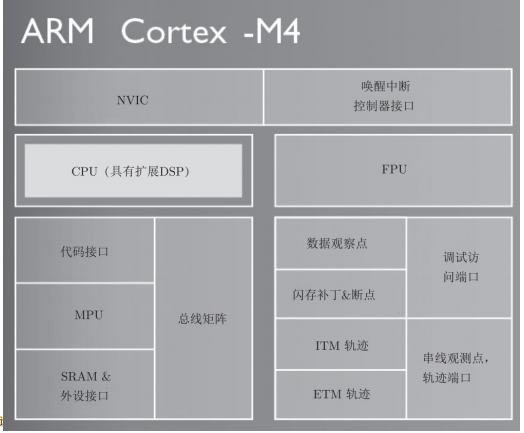 ARM Cortex -M4
NVIC
唤醒中断
控制器接口
CPU（具有扩展DSP）
FPU
代码接口
MPU
SRAM &
外设接口
总线矩阵
数据观察点
闪存补丁&断点
ITM 轨迹
ETM 轨迹
调试访
问端口
串线观测点，
轨迹端口